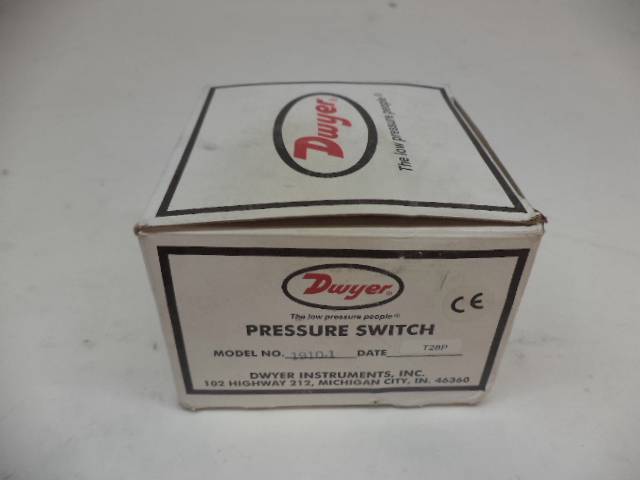 Dwyer®
The low pressure people®
Dwyer®
The low pressure people®
PRESSURE SWITCH
MODEL NO. 1910-1 DATE T28P
DWYER INSTRUMENTS, INC.
102 HIGHWAY 212, MICHIGAN CITY, IN. 46360
CE